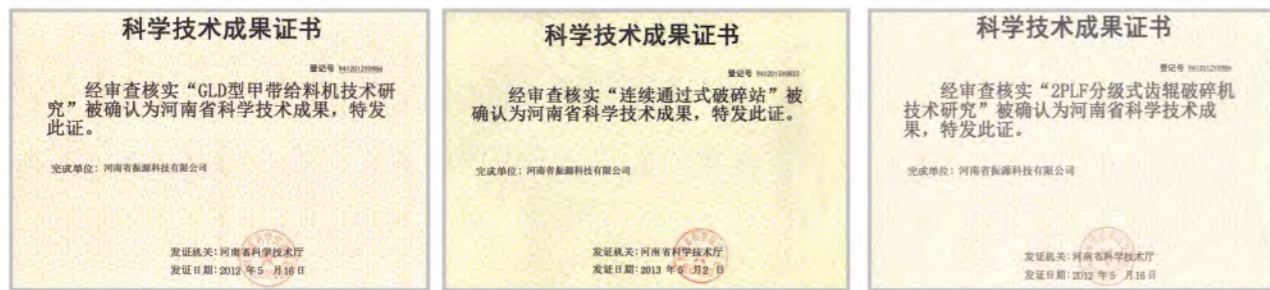 科学技术成果证书
登记号
经审查核实“GLD型甲带给料机技术研
究”被确认为河南省科学技术成果，特发
此证。
完成单位：河南省振源科技有限公司
发证机关：河南省科学技术厅
发证日期：2012 年5 月16日
科学技术成果证书
登记号
经审查核实“连续通过式破碎站”被
确认为河南省科学技术成果，特发此证。
完成单位：河南省振源科技有限公司
发证机关：河南省科学技术厅
发证日期：2013 年 月2 日
科学技术成果证书
登记号
经审查核实“2PLF分级式齿辊破碎机
技术研究”被确认为河南省科学技术成
果，特发此证。
完成单位：河南省振源科技有限公司
发证机关：河南省科学技术厅
发证日期：2012 年5 月16日